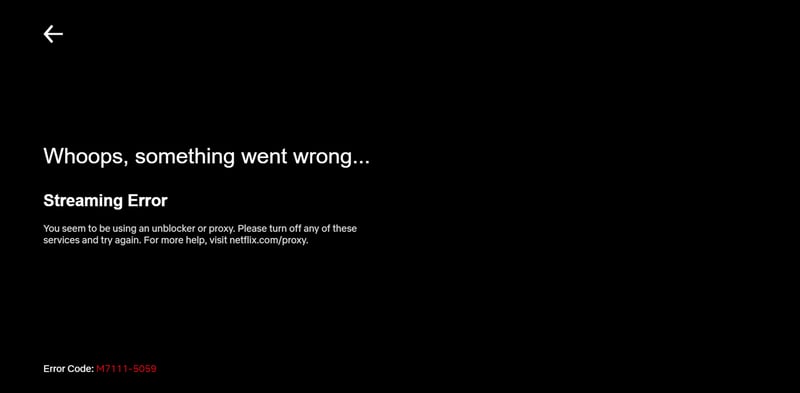 Whoops, something went wrong...
Streaming Error
You seem to be using an unblocker or proxy. Please turn off any of these
services and try again. For more help, visit netflix.com/proxy.
Error Code: M7111-5059